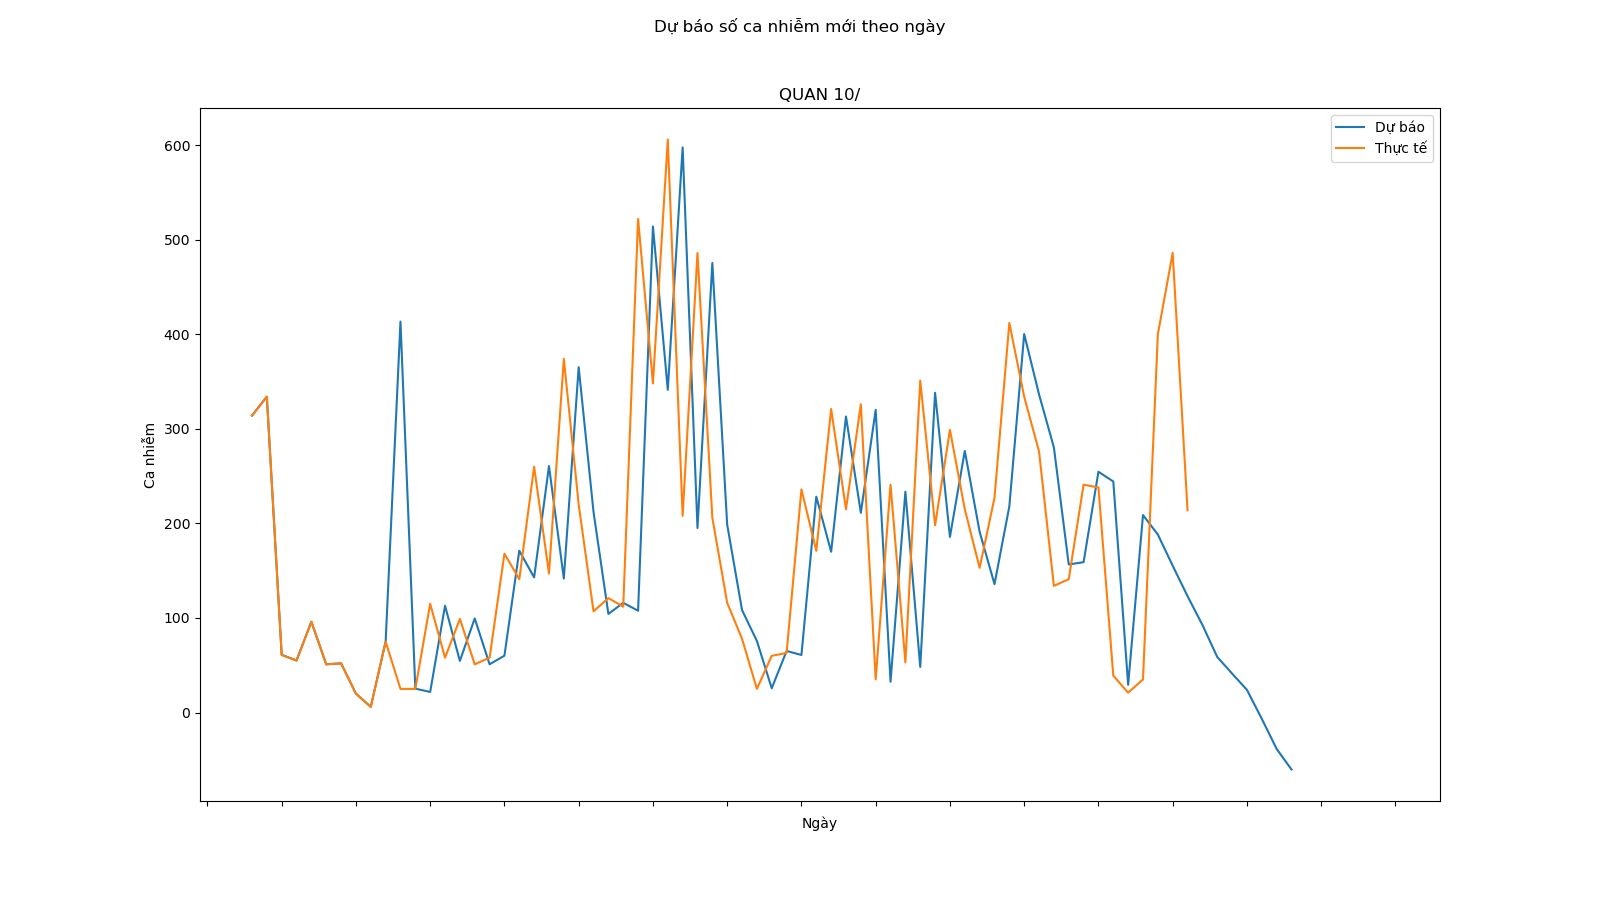 Dự báo số ca nhiễm mới theo ngày
QUAN 10/
Dự báo
Thực tế
600
500
400
300
200
100
0
Ca nhiễm
Ngày